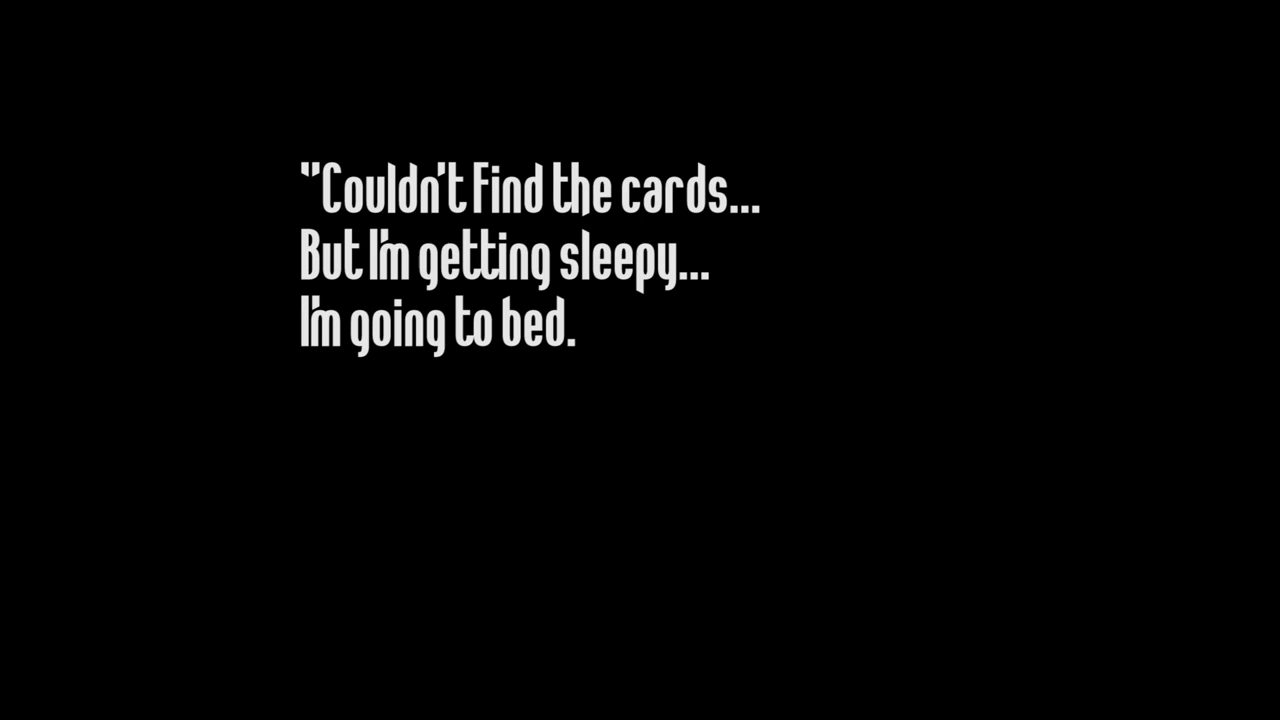 "Couldn't find the cards...
But I'm getting sleepy...
I'm going to bed.